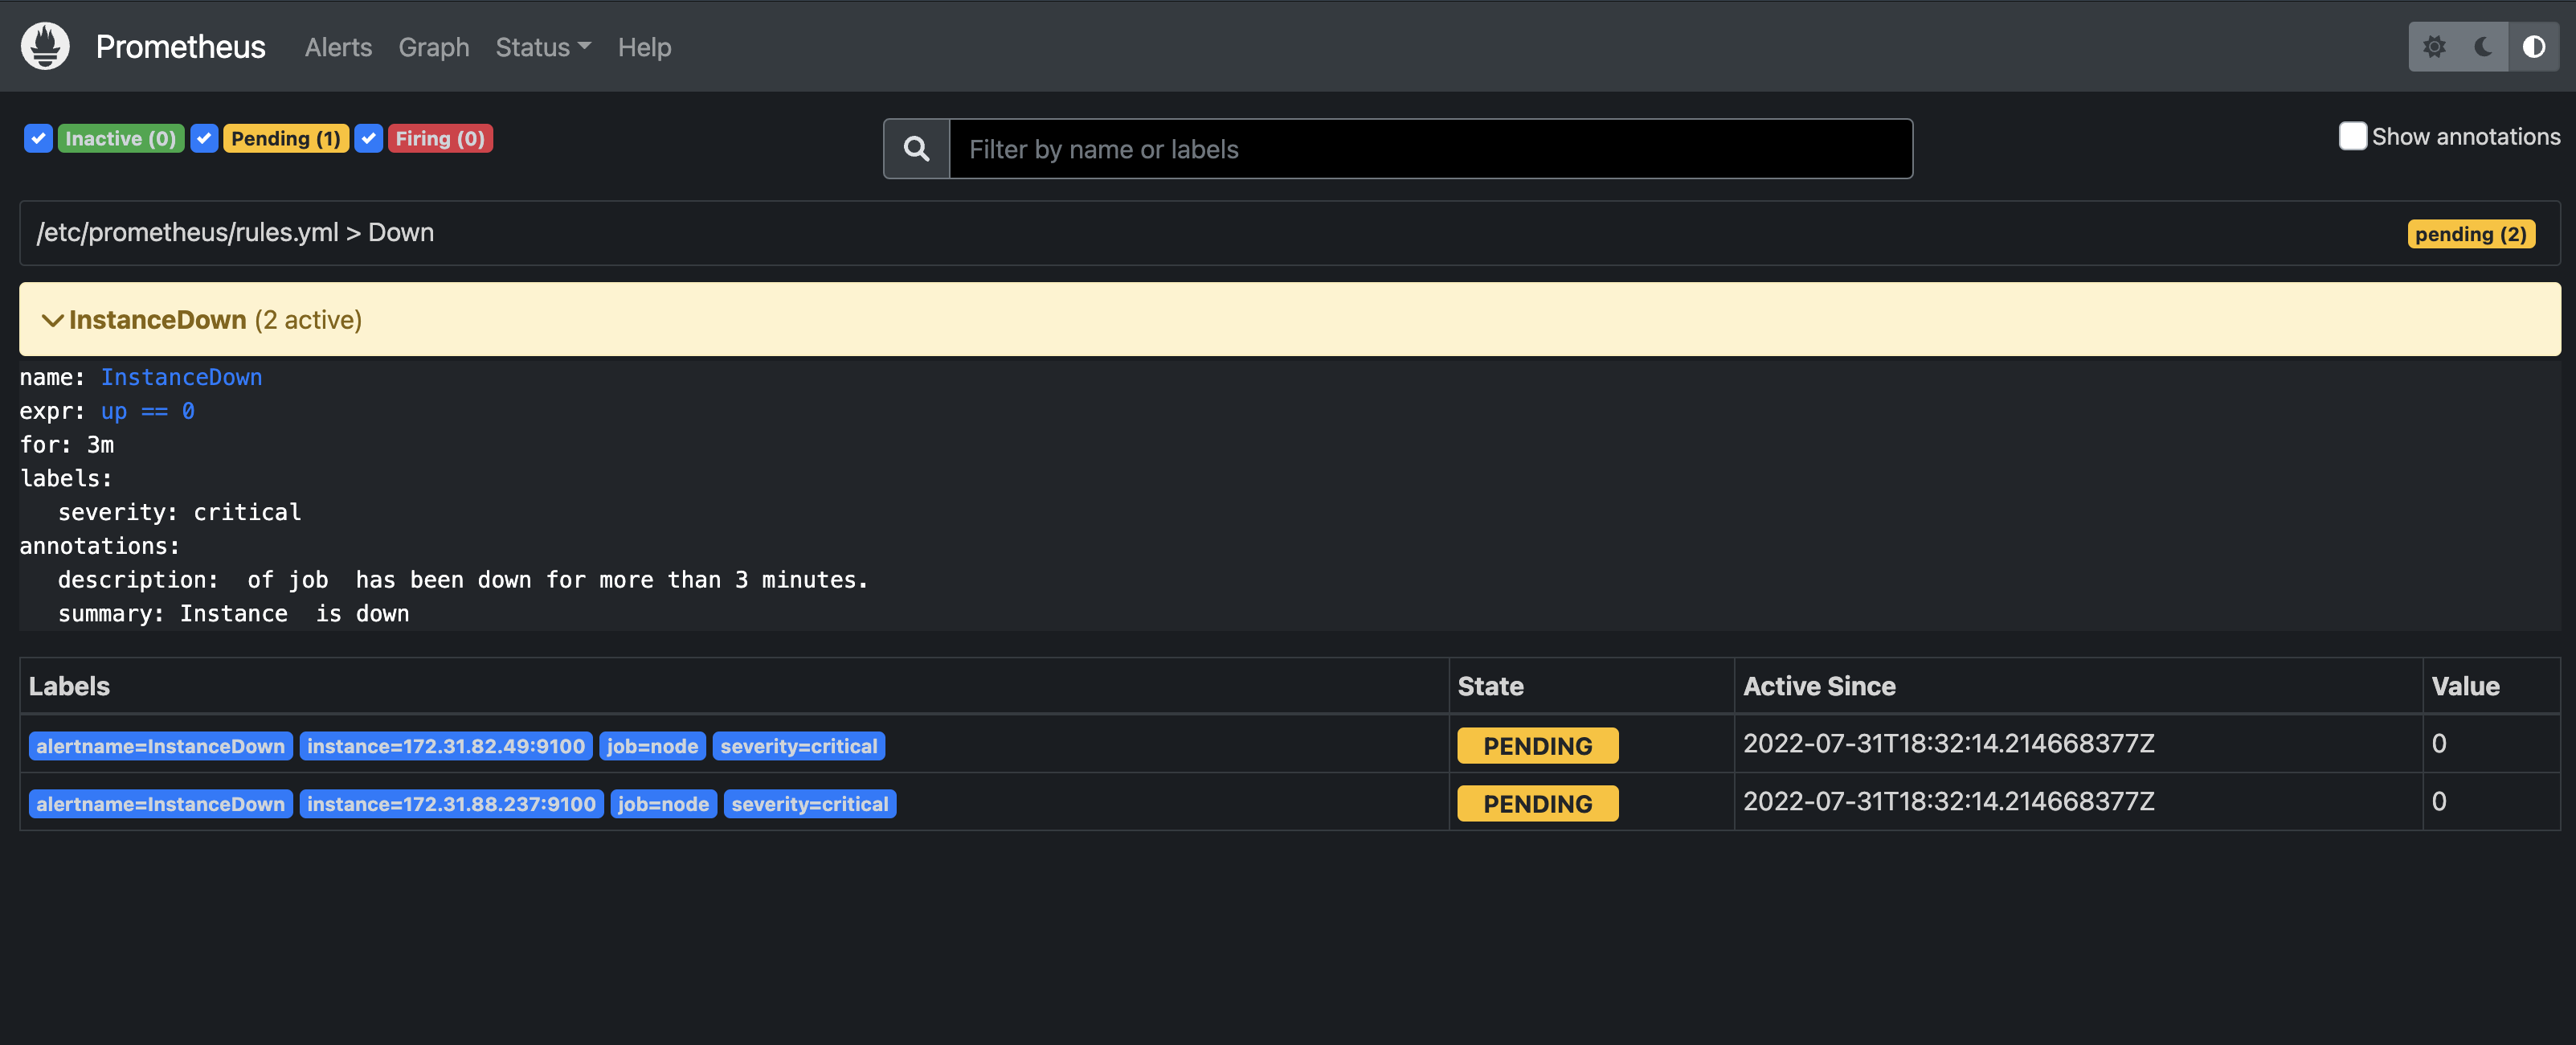 Prometheus Alerts Graph Status Help
Inactive (0) Pending (1) Firing (0) Filter by name or labels Show annotations
/etc/prometheus/rules.yml > Down pending (2)
InstanceDown (2 active)
name: InstanceDown
expr: up == 0
for: 3m
labels:
severity: critical
annotations:
description:  of job  has been down for more than 3 minutes.
summary: Instance  is down
Labels State Active Since Value
alertname=InstanceDown instance=172.31.82.49:9100 job=node severity=critical PENDING 2022-07-31T18:32:14.214668377Z 0
alertname=InstanceDown instance=172.31.88.237:9100 job=node severity=critical PENDING 2022-07-31T18:32:14.214668377Z 0